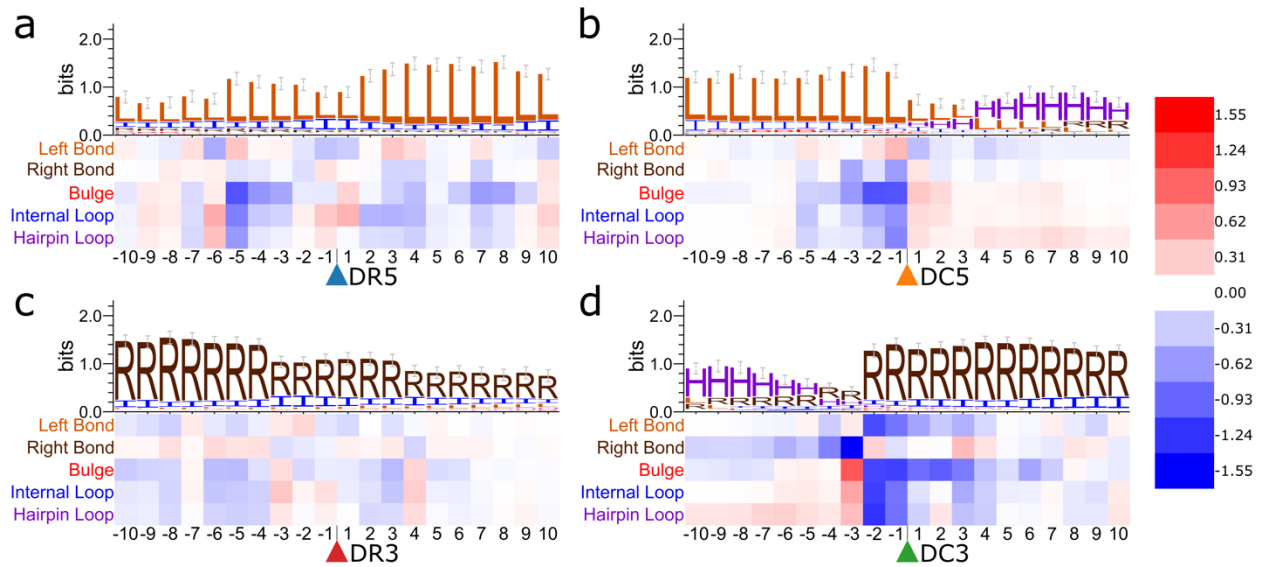 a
b
2.0
1.0
0.0
bits
Left Bond
Right Bond
Bulge
Internal Loop
Hairpin Loop
-10 -9 -8 -7 -6 -5 -4 -3 -2 -1 1 2 3 4 5 6 7 8 9 10
DR5
2.0
1.0
0.0
bits
Left Bond
Right Bond
Bulge
Internal Loop
Hairpin Loop
-10 -9 -8 -7 -6 -5 -4 -3 -2 -1 1 2 3 4 5 6 7 8 9 10
DC5
1.55
1.24
0.93
0.62
0.31
0.00
-0.31
-0.62
-0.93
-1.24
-1.55
c
d
2.0
1.0
0.0
bits
Left Bond
Right Bond
Bulge
Internal Loop
Hairpin Loop
-10 -9 -8 -7 -6 -5 -4 -3 -2 -1 1 2 3 4 5 6 7 8 9 10
DR3
2.0
1.0
0.0
bits
Left Bond
Right Bond
Bulge
Internal Loop
Hairpin Loop
-10 -9 -8 -7 -6 -5 -4 -3 -2 -1 1 2 3 4 5 6 7 8 9 10
DC3